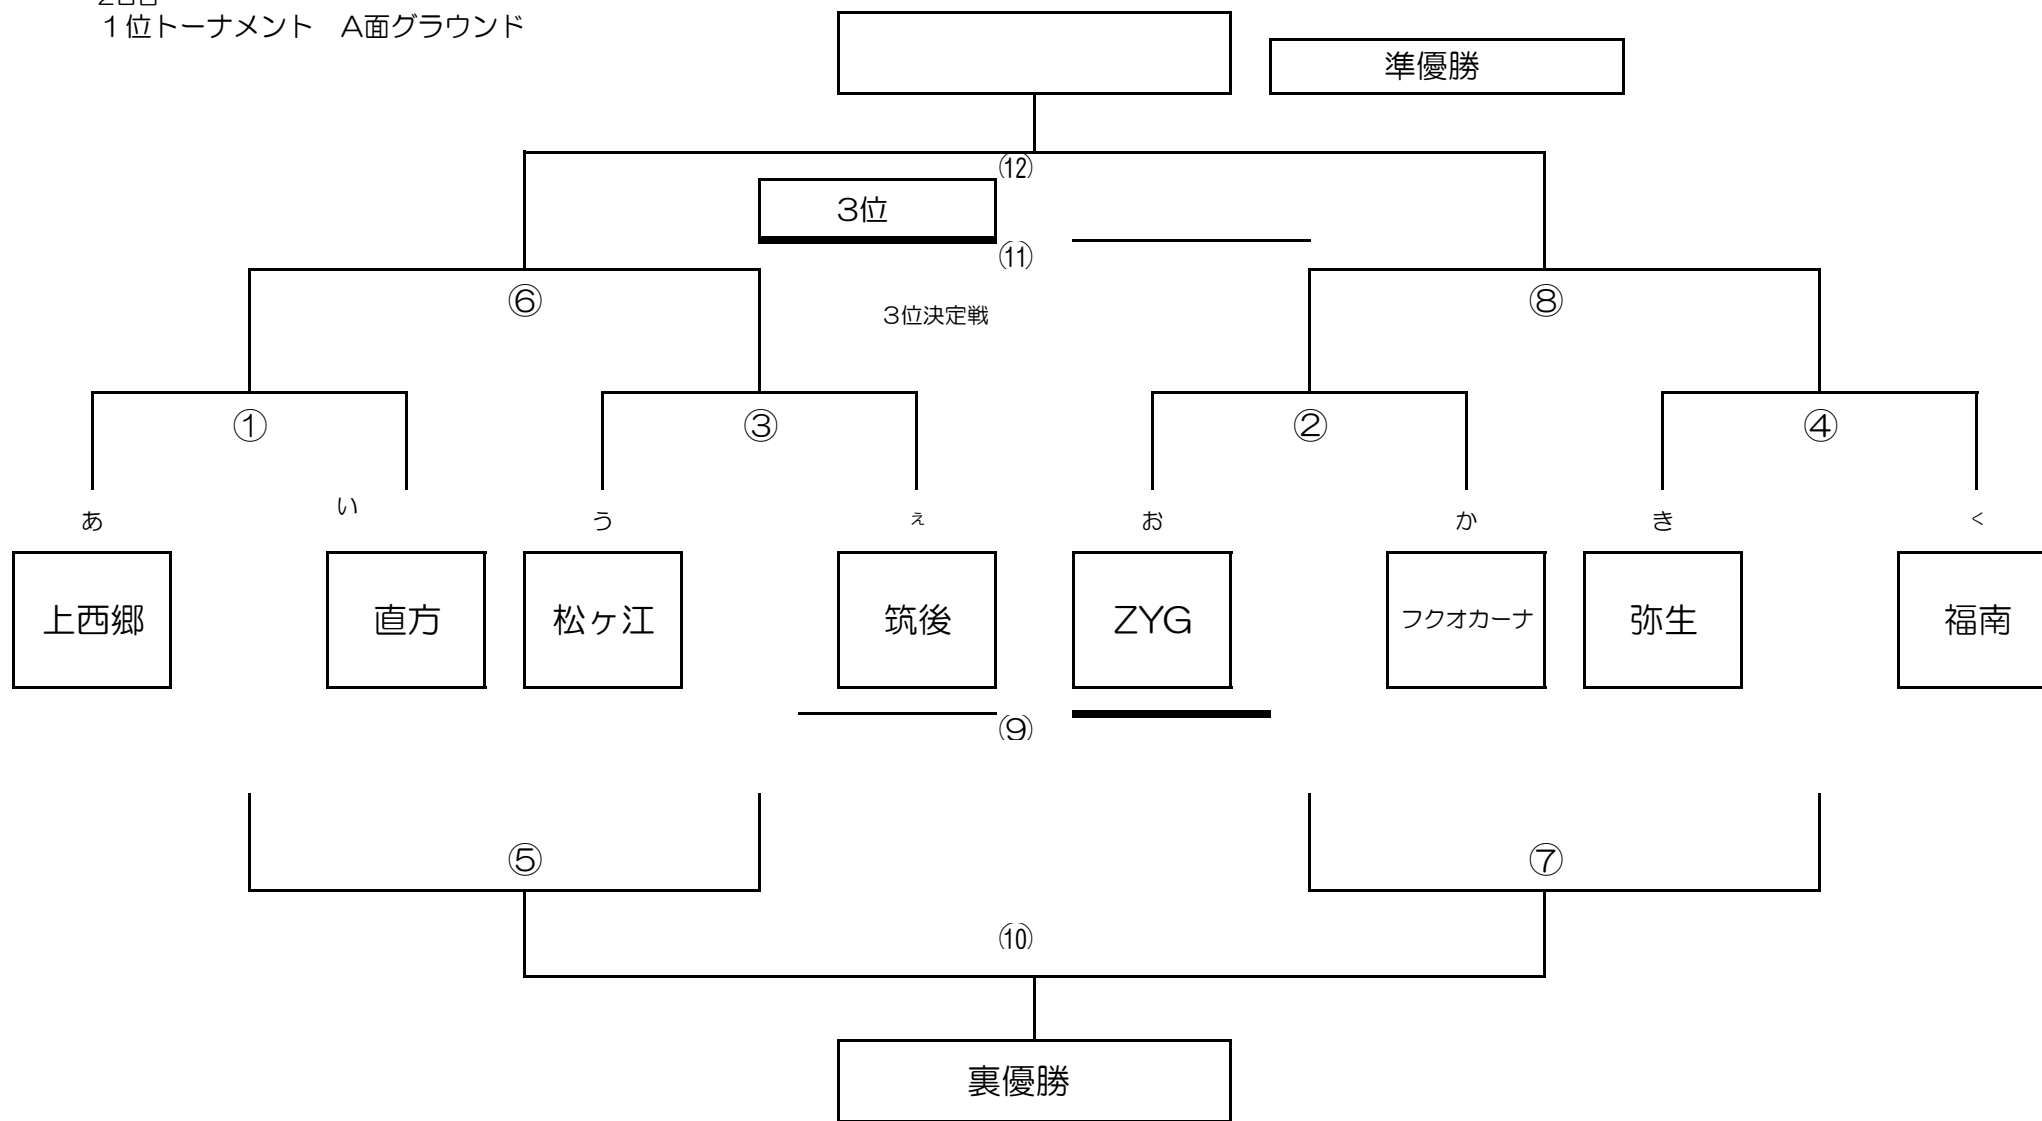 1位トーナメント　A面グラウンド
準優勝
⑫
3位
⑪
⑥
⑧
3位決定戦
①
③
②
④
あ
い
う
ぇ
お
か
き
く
上西郷
直方
松ヶ江
筑後
ZYG
フクオカーナ
弥生
福南
⑨
⑤
⑦
⑩
裏優勝